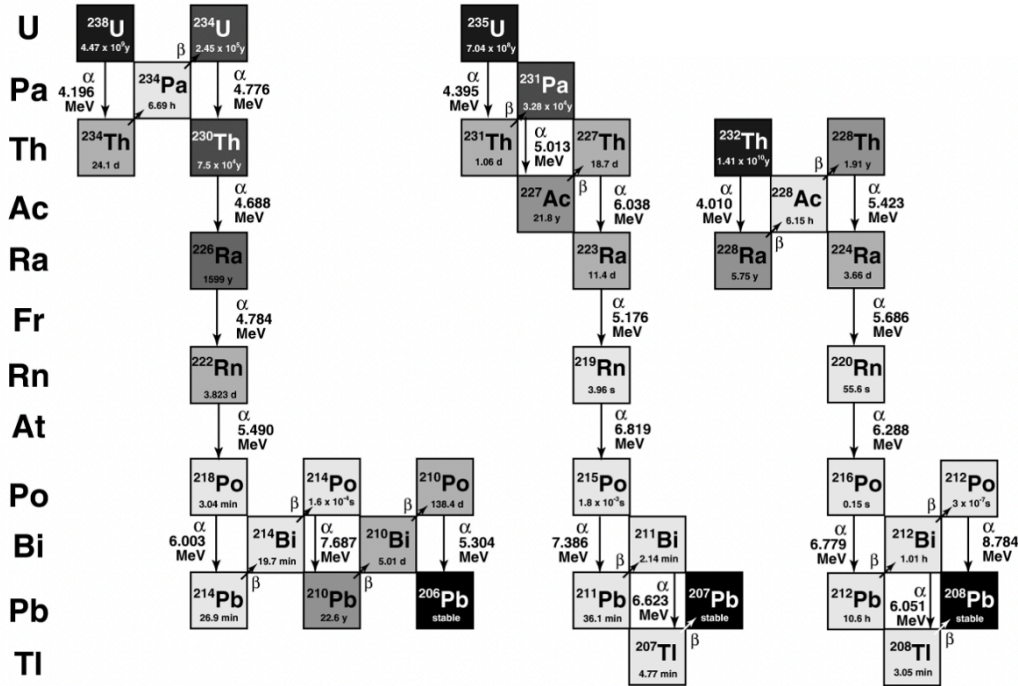 U
Pa
Th
Ac
Ra
Fr
Rn
At
Po
Bi
Pb
Tl
²³⁸U
4.47 x 10⁹y
α
4.196
MeV
²³⁴Th
24.1 d
β
²³⁴Pa
6.69 h
β
²³⁴U
2.45 x 10⁵y
α
4.776
MeV
²³⁰Th
7.5 x 10⁴y
α
4.688
MeV
²²⁶Ra
1599 y
α
4.784
MeV
²²²Rn
3.823 d
α
5.490
MeV
²¹⁸Po
3.04 min
α
6.003
MeV
²¹⁴Pb
26.9 min
β
²¹⁴Bi
19.7 min
β
²¹⁴Po
1.6 x 10⁻⁴s
α
7.687
MeV
²¹⁰Pb
22.6 y
β
²¹⁰Bi
5.01 d
β
²¹⁰Po
138.4 d
α
5.304
MeV
²⁰⁶Pb
stable
²³⁵U
7.04 x 10⁸y
α
4.395
MeV
²³¹Th
1.06 d
β
²³¹Pa
3.28 x 10⁴y
α
5.013
MeV
²²⁷Ac
21.8 y
β
²²⁷Th
18.7 d
α
6.038
MeV
²²³Ra
11.4 d
α
5.176
MeV
²¹⁹Rn
3.96 s
α
6.819
MeV
²¹⁵Po
1.8 x 10⁻³s
α
7.386
MeV
²¹¹Pb
36.1 min
β
²¹¹Bi
2.14 min
α
6.623
MeV
²⁰⁷Tl
4.77 min
β
²⁰⁷Pb
stable
²³²Th
1.41 x 10¹⁰y
α
4.010
MeV
²²⁸Ra
5.75 y
β
²²⁸Ac
6.15 h
β
²²⁸Th
1.91 y
α
5.423
MeV
²²⁴Ra
3.66 d
α
5.686
MeV
²²⁰Rn
55.6 s
α
6.288
MeV
²¹⁶Po
0.15 s
α
6.779
MeV
²¹²Pb
10.6 h
β
²¹²Bi
1.01 h
β
²¹²Po
3 x 10⁻⁷s
α
8.784
MeV
α
6.051
MeV
²⁰⁸Tl
3.05 min
β
²⁰⁸Pb
stable